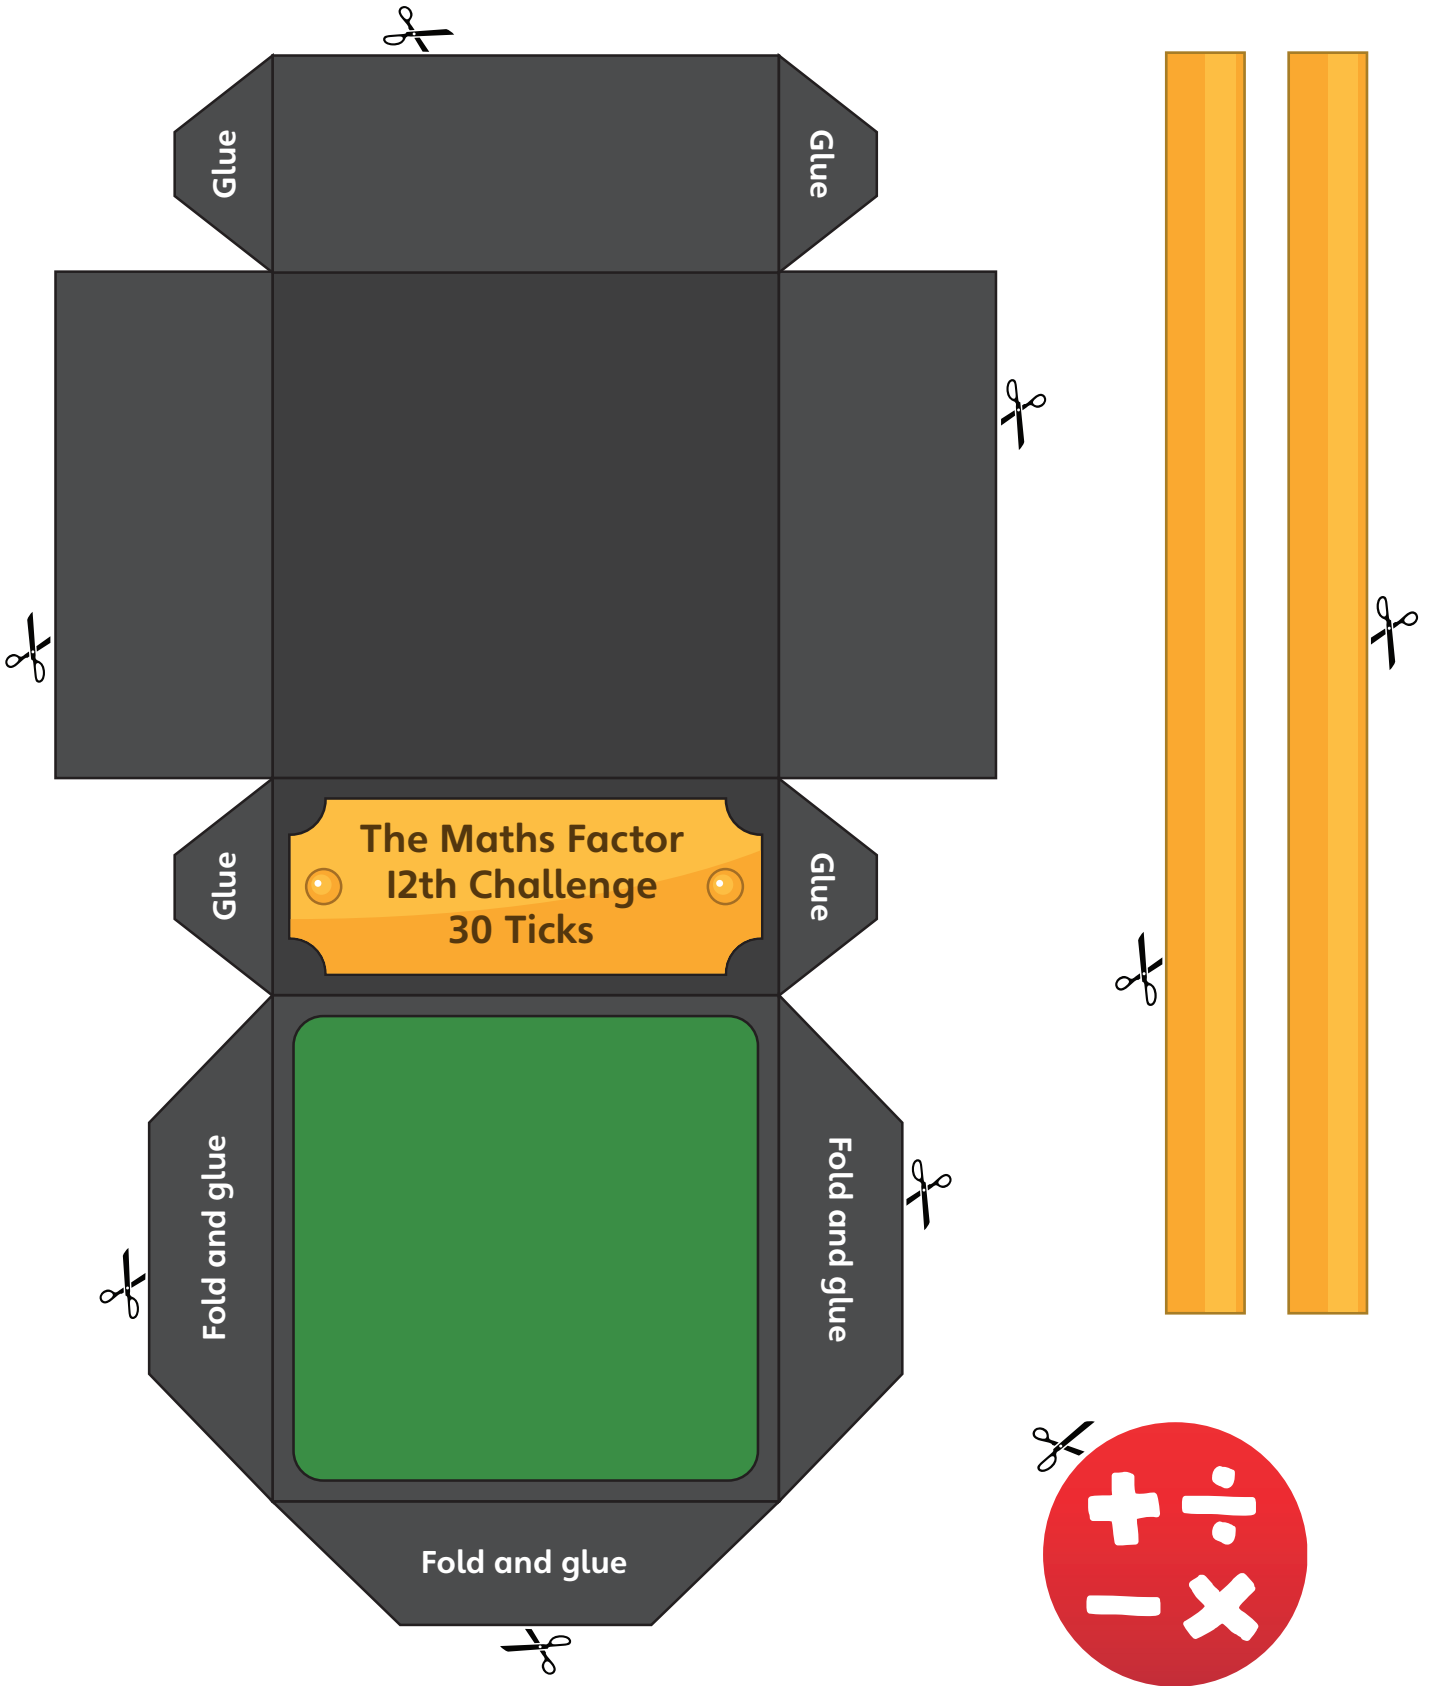 Glue
Glue
The Maths Factor
12th Challenge
30 Ticks
Glue
Glue
Fold and glue
Fold and glue
Fold and glue